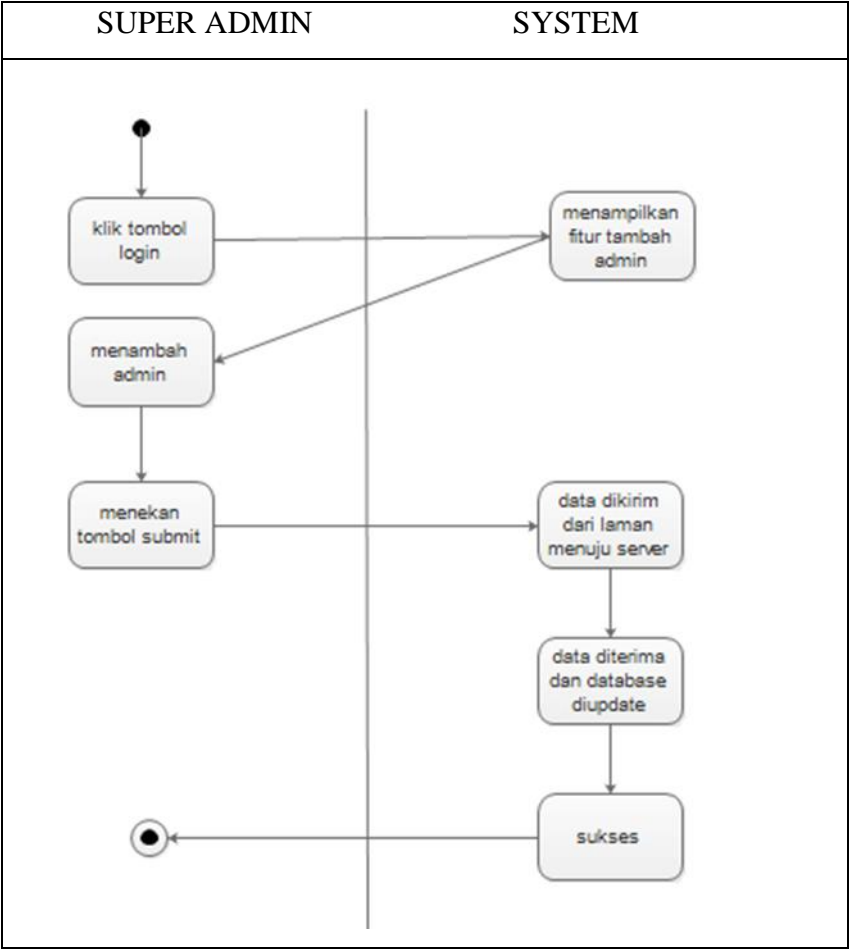 SUPER ADMIN
SYSTEM
klik tombol
login
menampilkan
fitur tambah
admin
menambah
admin
menekan
tombol submit
data dikirim
dari laman
menuju server
data diterima
dan database
diupdate
sukses